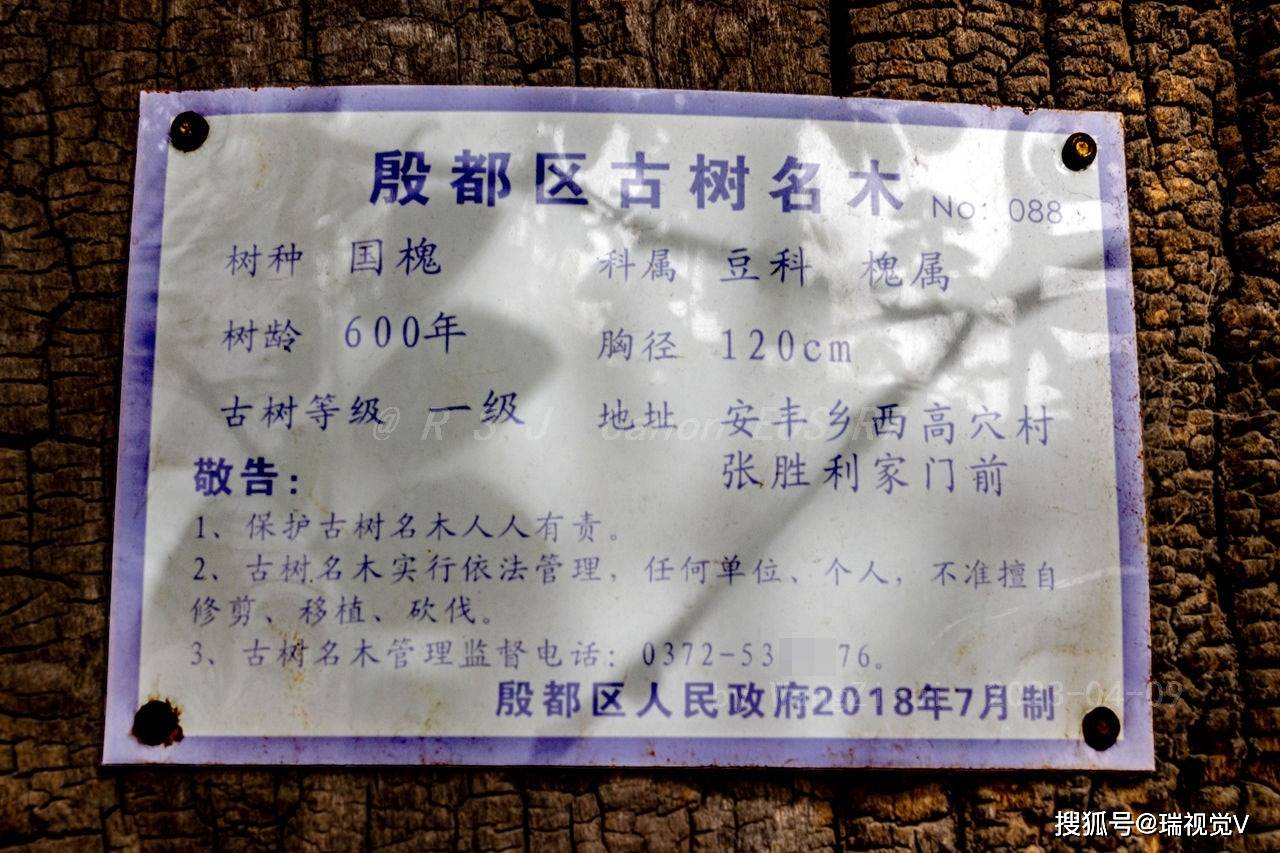 殷都区古树名木 No: 088
树种 国槐 科属 豆科 槐属
树龄 600年 胸径 120cm
古树等级 一级 地址 安丰乡西高穴村
张胜利家门前
敬告:
1、保护古树名木人人有责。
2、古树名木实行依法管理,任何单位、个人,不准擅自
修剪、移植、砍伐。
3、古树名木管理监督电话: 0372-53 76。
殷都区人民政府2018年7月制
搜狐号@瑞视觉V